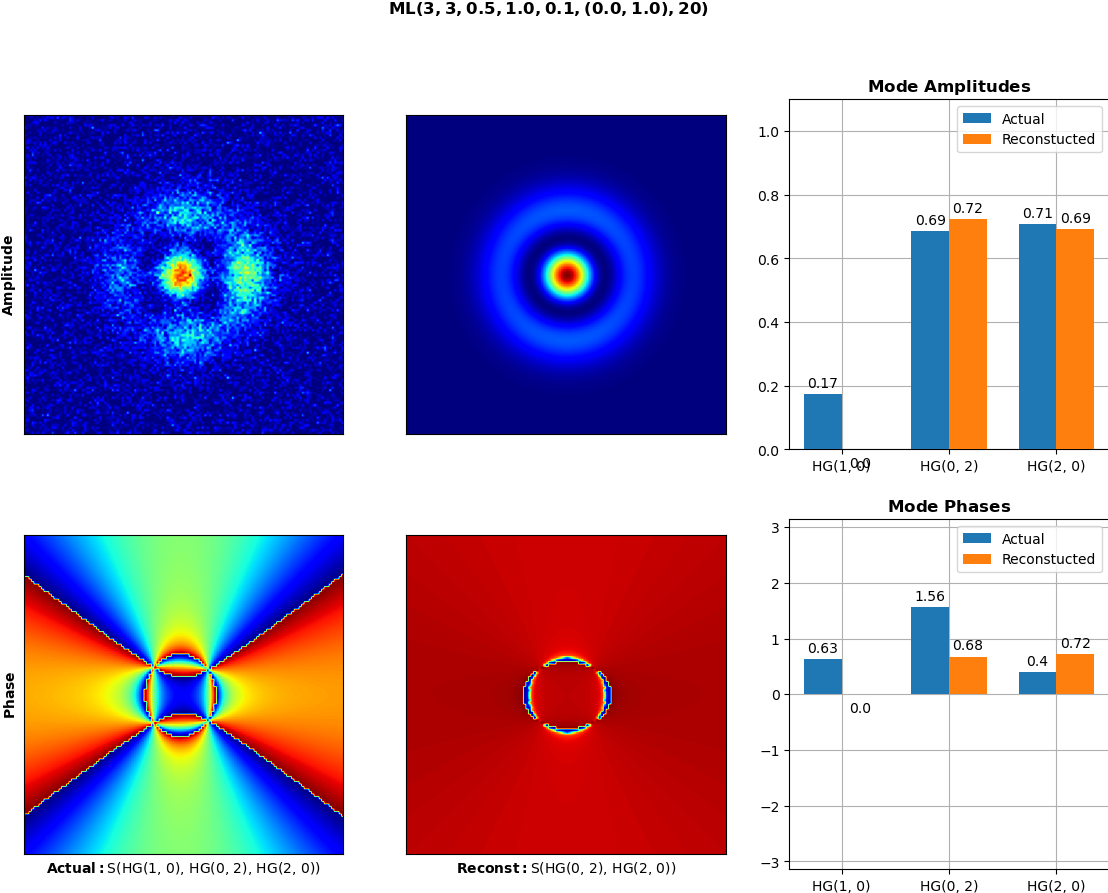 ML(3, 3, 0.5, 1.0, 0.1, (0.0, 1.0), 20)
Amplitude
Mode Amplitudes
Actual
Reconstucted
1.0
0.8
0.6
0.4
0.2
0.0
0.17
0.0
0.69
0.72
0.71
0.69
HG(1, 0)
HG(0, 2)
HG(2, 0)
Phase
Actual: S(HG(1, 0), HG(0, 2), HG(2, 0))
Reconst: S(HG(0, 2), HG(2, 0))
Mode Phases
Actual
Reconstucted
3
2
1
0
−1
−2
−3
0.63
0.0
1.56
0.68
0.4
0.72
HG(1, 0)
HG(0, 2)
HG(2, 0)